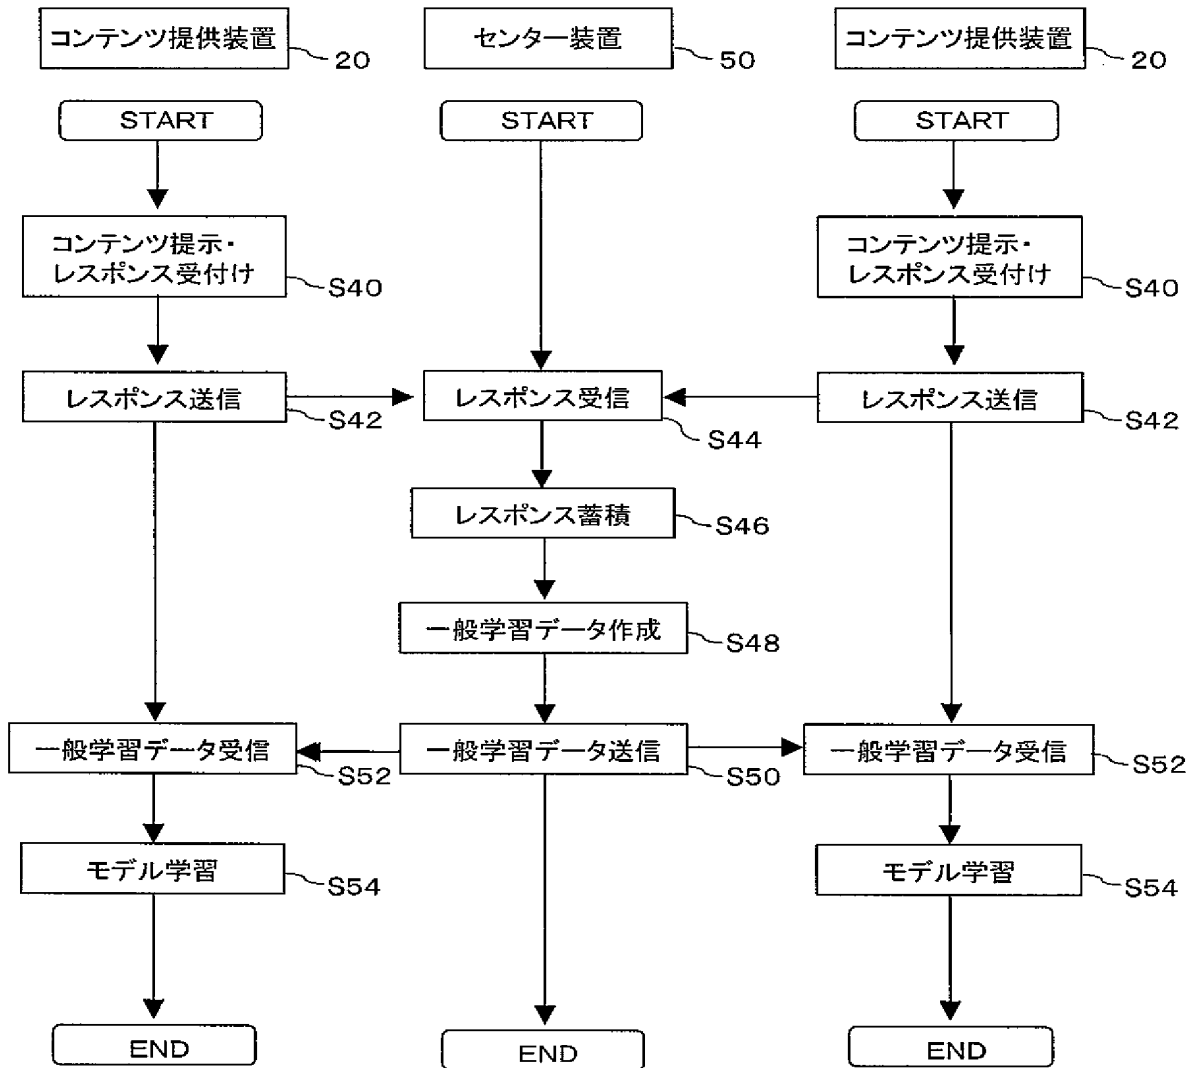 コンテンツ提供装置
20
センター装置
50
コンテンツ提供装置
20
START
START
START
コンテンツ提示・
レスポンス受付け
S40
コンテンツ提示・
レスポンス受付け
S40
レスポンス送信
S42
レスポンス受信
S44
レスポンス送信
S42
レスポンス蓄積
S46
一般学習データ作成
S48
一般学習データ受信
S52
一般学習データ送信
S50
一般学習データ受信
S52
モデル学習
S54
モデル学習
S54
END
END
END